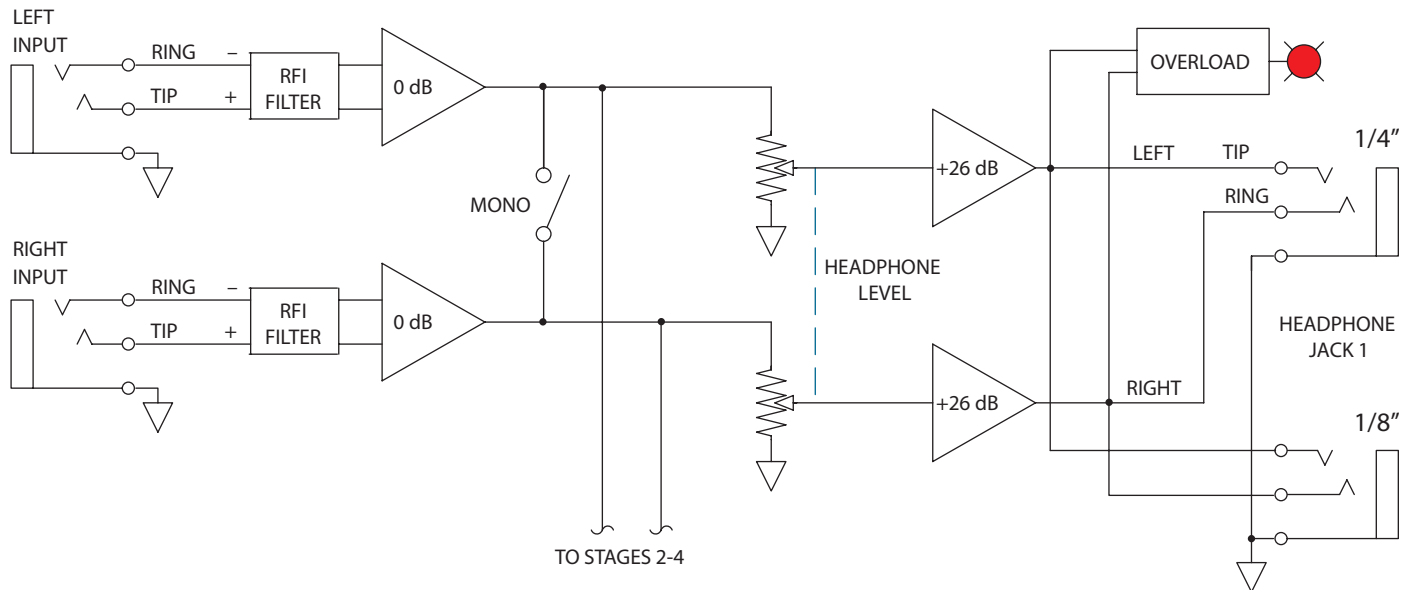 LEFT
INPUT
RING –
TIP +
RFI
FILTER
0 dB
MONO
RIGHT
INPUT
RING –
TIP +
RFI
FILTER
0 dB
TO STAGES 2-4
HEADPHONE
LEVEL
+26 dB
+26 dB
OVERLOAD
LEFT TIP
RING
RIGHT
1/4”
HEADPHONE
JACK 1
1/8”